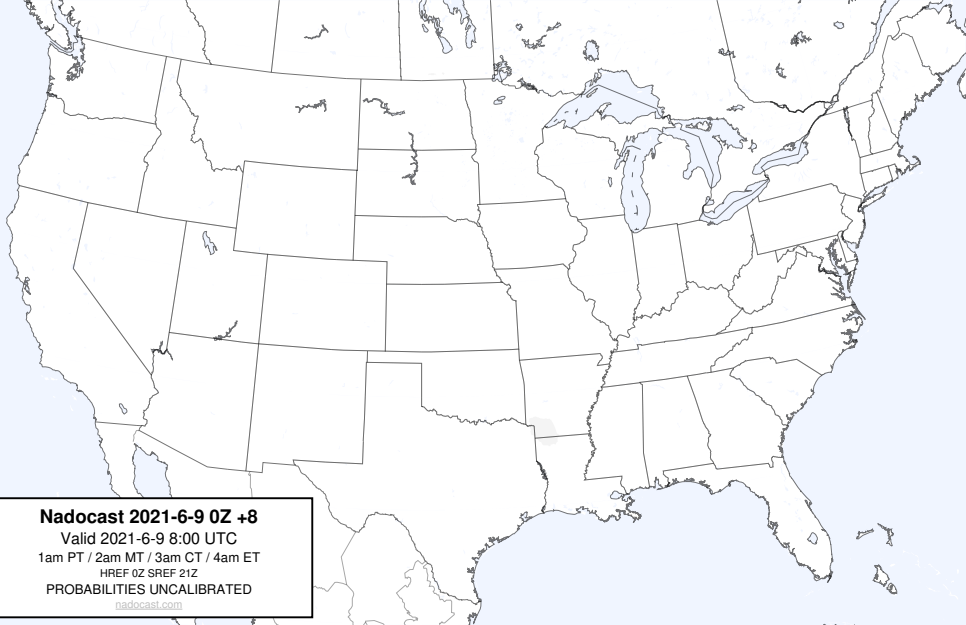 Nadocast 2021-6-9 0Z +8
Valid 2021-6-9 8:00 UTC
1am PT / 2am MT / 3am CT / 4am ET
HREF 0Z SREF 21Z
PROBABILITIES UNCALIBRATED
nadocast.com